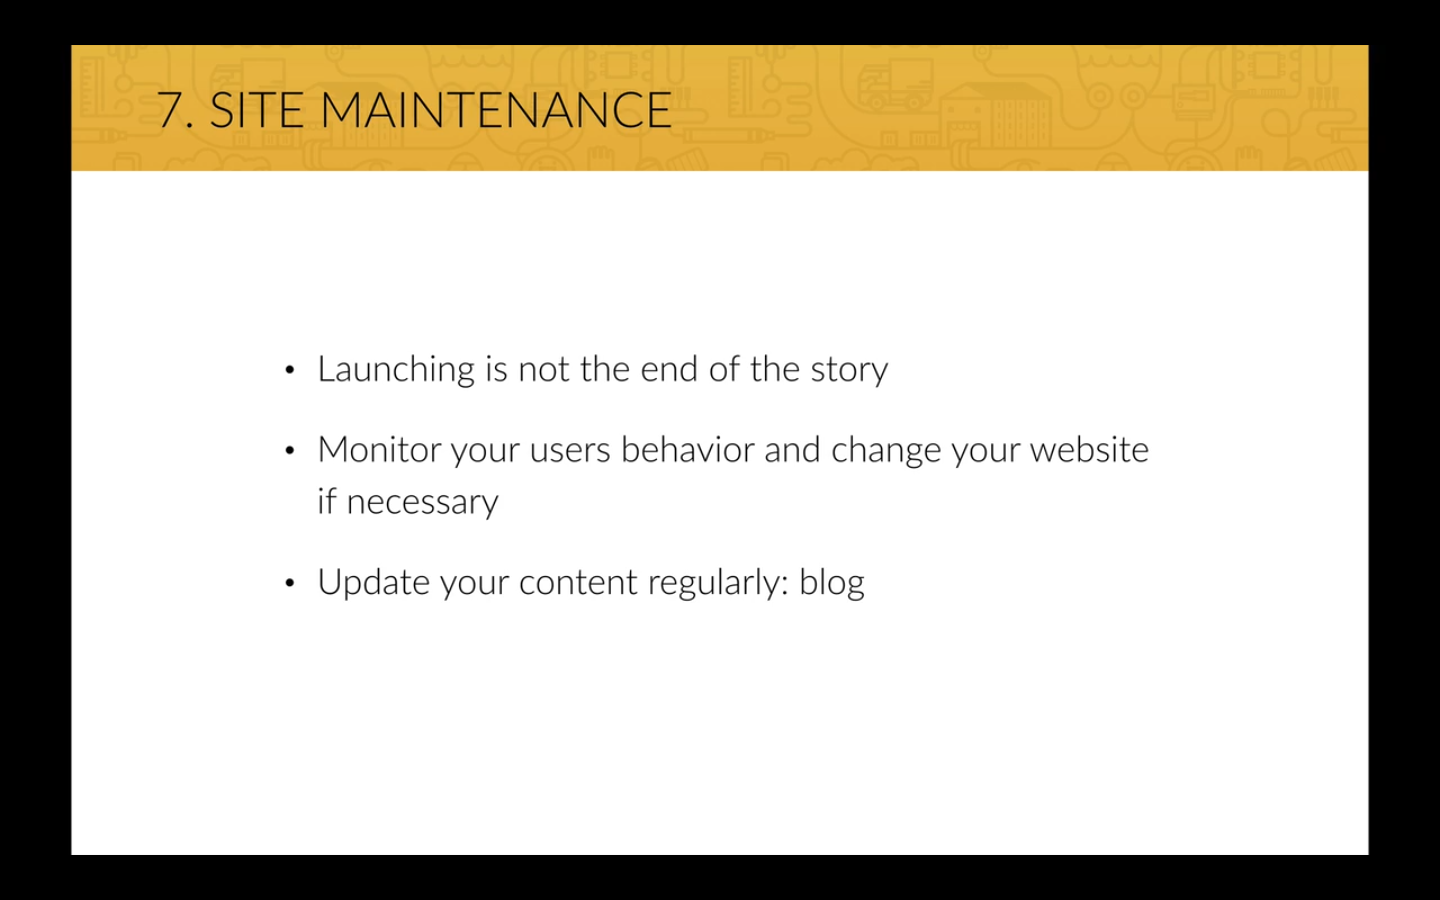 7. SITE MAINTENANCE
• Launching is not the end of the story
• Monitor your users behavior and change your website
if necessary
• Update your content regularly: blog